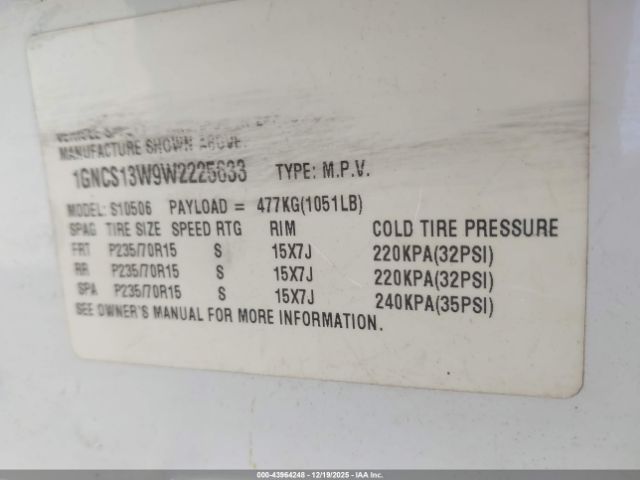 MANUFACTURE SHOWN ABOVE.
1GNCS13W9W2225633 TYPE: M.P.V.
MODEL: S10506 PAYLOAD = 477KG(1051LB)
SPAG TIRE SIZE SPEED RTG RIM COLD TIRE PRESSURE
FRT P235/70R15 S 15X7J 220KPA(32PSI)
RR P235/70R15 S 15X7J 220KPA(32PSI)
SPA P235/70R15 S 15X7J 240KPA(35PSI)
SEE OWNER'S MANUAL FOR MORE INFORMATION.
000-43964248 - 12/19/2025 - IAA Inc.